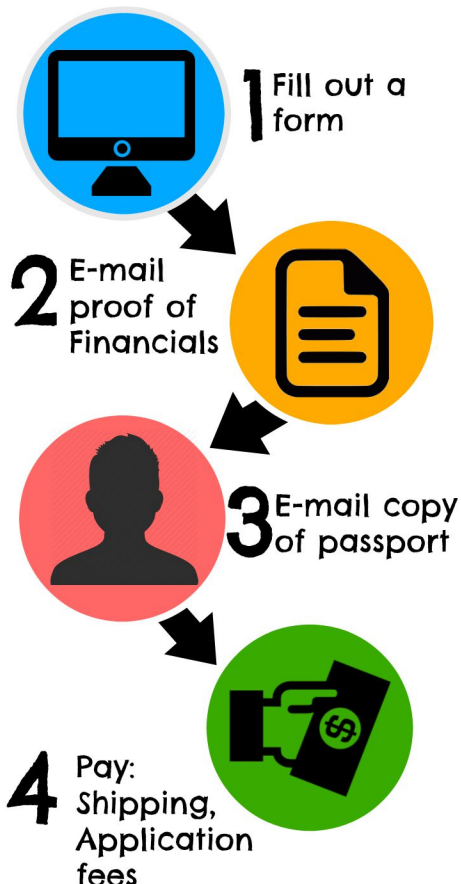 1 Fill out a
form
2 E-mail
proof of
Financials
3 E-mail copy
of passport
$
4 Pay:
Shipping,
Application
fees